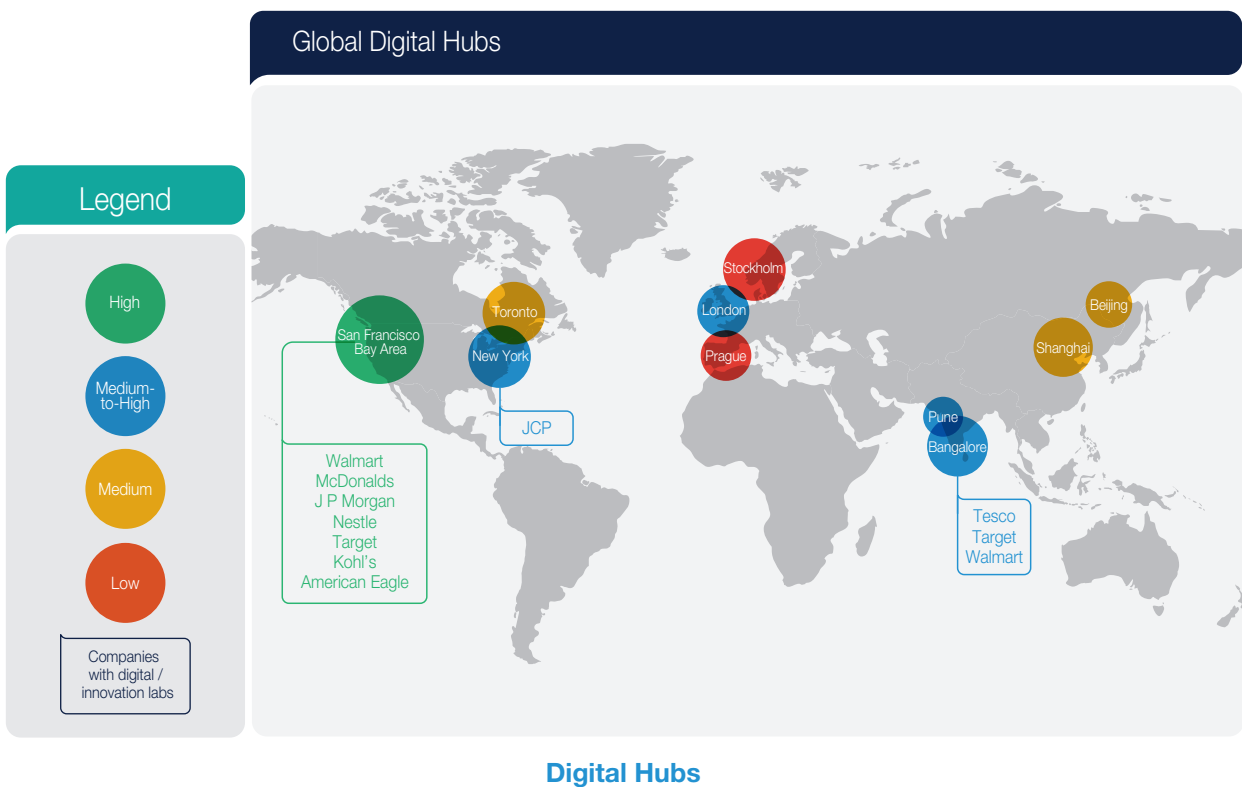 Global Digital Hubs
Legend
High
Medium-
to-High
Medium
Low
Companies
with digital /
innovation labs
San Francisco
Bay Area
Toronto
New York
JCP
Walmart
McDonalds
J P Morgan
Nestle
Target
Kohl's
American Eagle
Stockholm
London
Prague
Beijing
Shanghai
Pune
Bangalore
Tesco
Target
Walmart
Digital Hubs